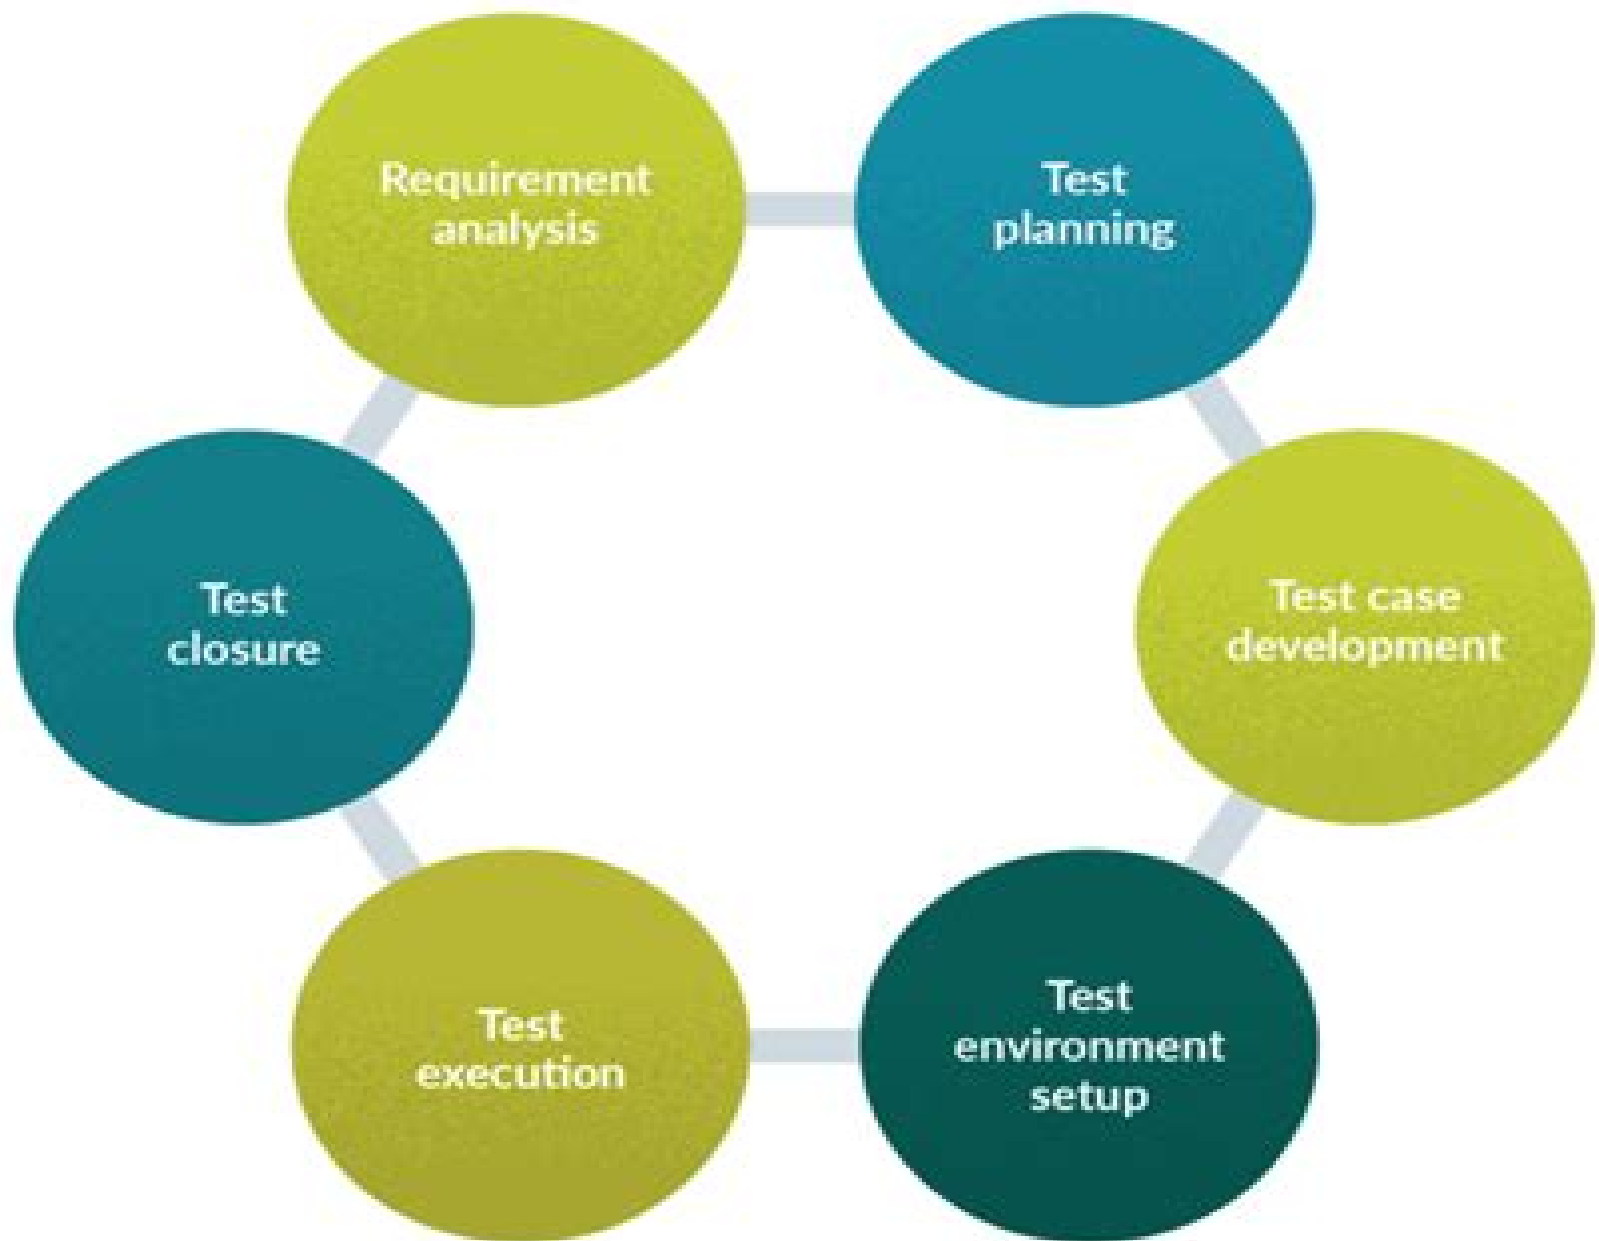 Requirement
analysis
Test
planning
Test case
development
Test
environment
setup
Test
execution
Test
closure